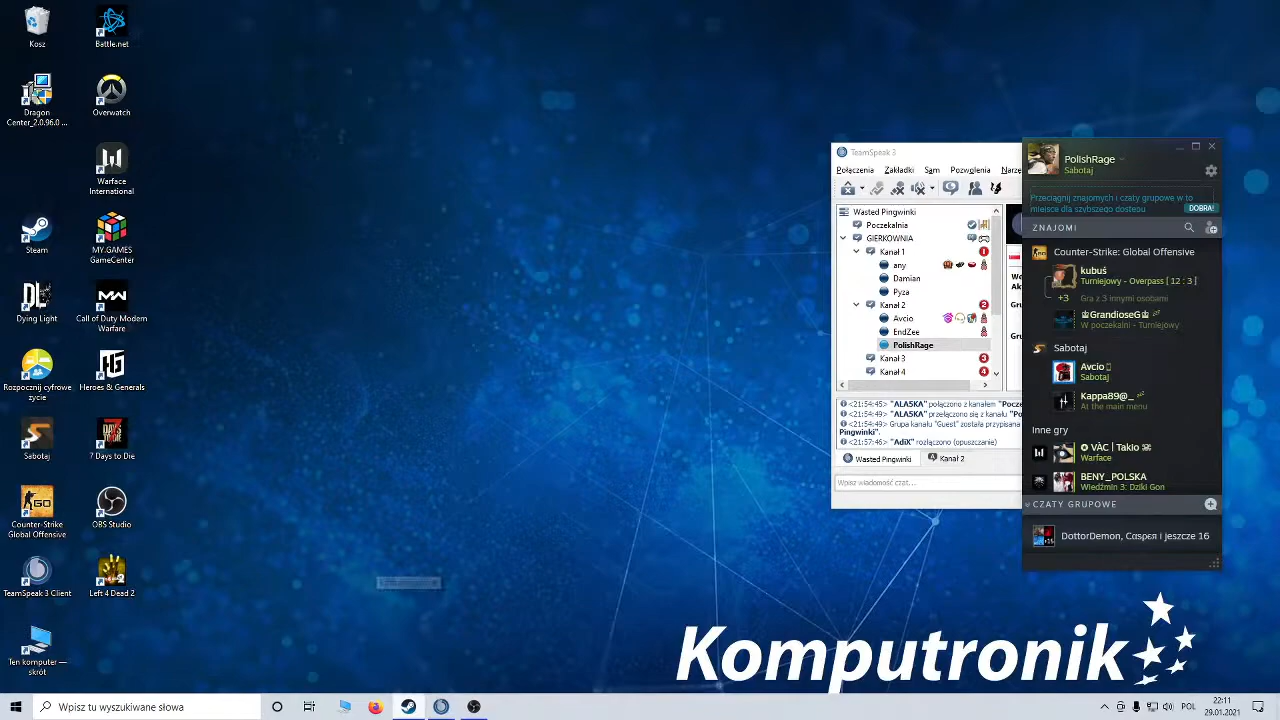 Kosz
Battle.net
Dragon
Center_2.0.96.0 ...
Overwatch
Warface
International
Steam
MY.GAMES
GameCenter
Dying Light
Call of Duty Modern
Warfare
Rozpocznij cyfrowe
życie
Heroes & Generals
Sabotaj
7 Days to Die
Counter-Strike
Global Offensive
OBS Studio
TeamSpeak 3 Client
Left 4 Dead 2
Ten komputer —
skrót
TeamSpeak 3
Połączenia
Zakładki
Sam
Pozwolenia
Narzę
Wasted Pingwinki
Poczekalnia
GIERKOWNIA
Kanał 1
any
Damian
Pyza
Kanał 2
Avcio
EndZee
PolishRage
Kanał 3
Kanał 4
<21:54:45> "ALA5KA" połączono z kanałem "Pocze
<21:54:49> "ALA5KA" przełączono się z kanału "Po
<21:54:49> Grupa kanału "Guest" została przypisana
Pingwinki".
<21:57:46> "AdiX" rozłączono (opuszczanie)
Wasted Pingwinki
Kanał 2
Wpisz wiadomość czat...
PolishRage
Sabotaj
Przeciągnij znajomych i czaty grupowe w to
miejsce dla szybszego dostępu
DOBRA!
ZNAJOMI
Counter-Strike: Global Offensive
kubuś
Turniejowy - Overpass [ 12 : 3 ]
+3
Gra z 3 innymi osobami
♔GrandioseG♔
W poczekalni - Turniejowy
Sabotaj
Avcio
Sabotaj
Kappa89@_
At the main menu
Inne gry
✪ VÀC | Takio
Warface
BENY_POLSKA
Wiedźmin 3: Dziki Gon
CZATY GRUPOWE
DottorDemon, Caspєя i jeszcze 16
Komputronik
Wpisz tu wyszukiwane słowa
POL
22:11
29.01.2021